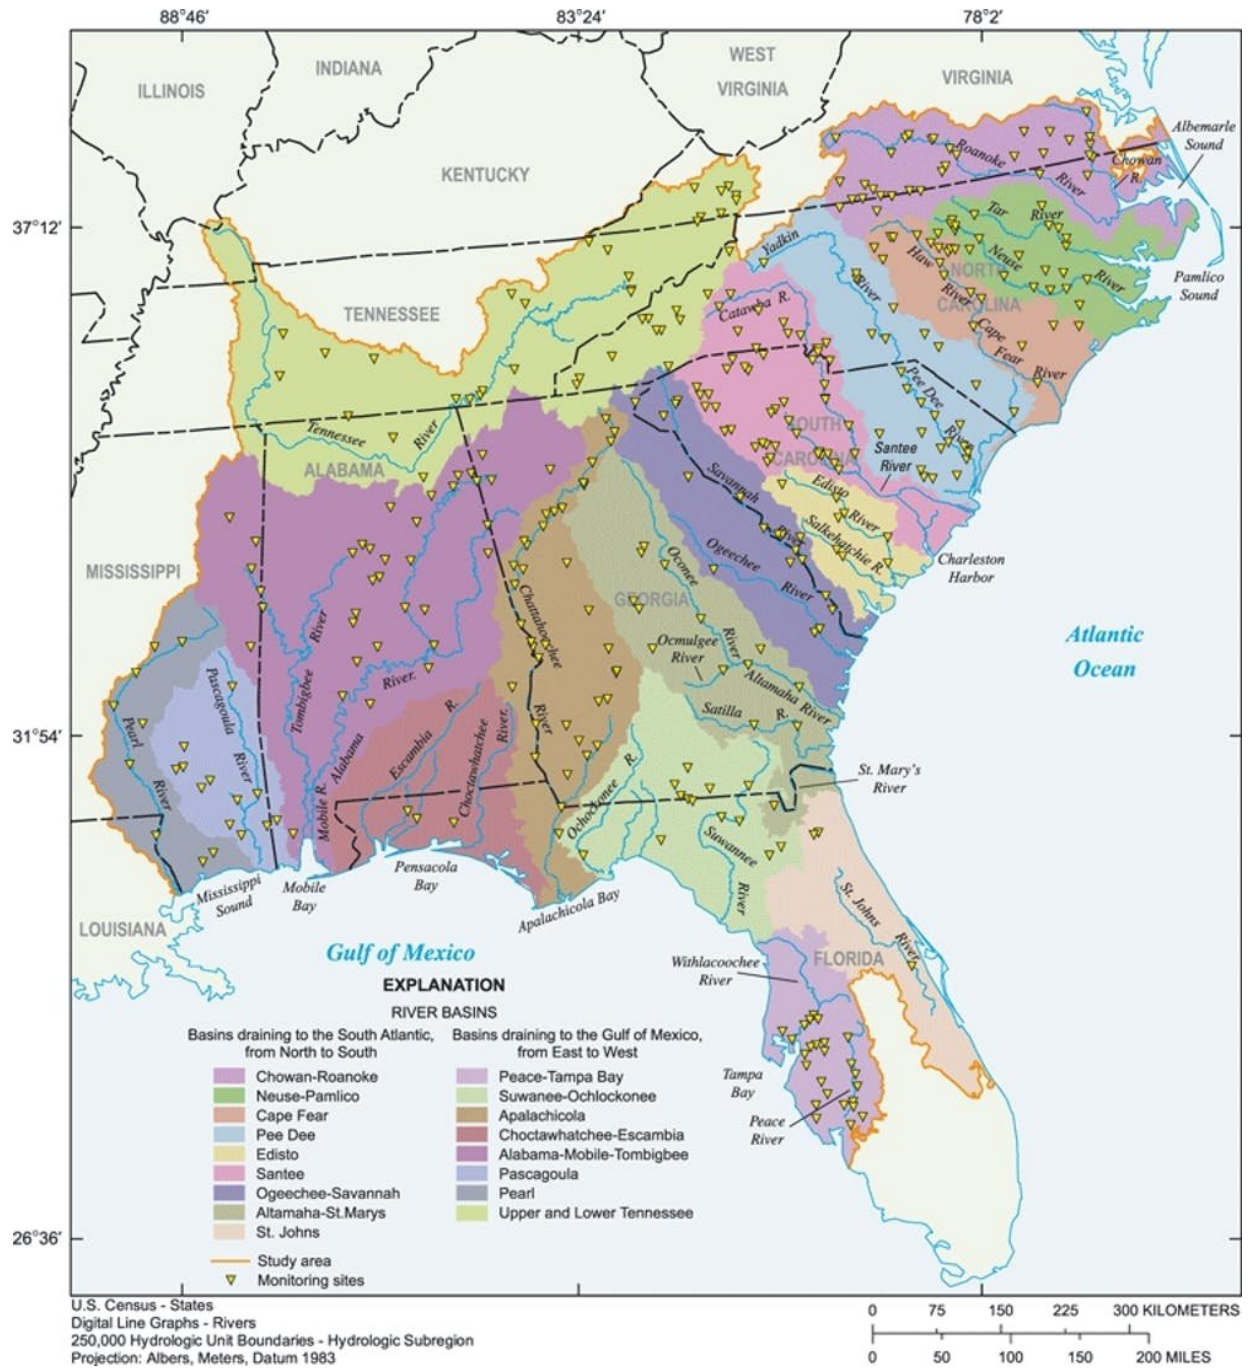 88°46′
83°24′
78°2′
ILLINOIS
INDIANA
WEST
VIRGINIA
VIRGINIA
KENTUCKY
Roanoke
River
Albemarle
Sound
Chowan
R.
37°12′
Tar
River
Yadkin
River
Haw
River
Neuse
River
NORTH
CAROLINA
Pamlico
Sound
TENNESSEE
Catawba R.
Cape
Fear
River
Pee Dee
River
Tennessee
River
ALABAMA
SOUTH
CAROLINA
Santee
River
Savannah
River
Edisto
River
Salkehatchie R.
Charleston
Harbor
MISSISSIPPI
Ogeechee
River
Oconee
River
GEORGIA
Chattahoochee
River
Ocmulgee
River
Altamaha River
Satilla
R.
Atlantic
Ocean
Tombigbee
River
River.
Alabama
Pascagoula
River
Pearl
River
31°54′
Escambia
R.
Choctawhatchee
River,
Mobile R.
Ochockonee
R.
St. Mary's
River
Suwannee
River
Mississippi
Sound
Mobile
Bay
Pensacola
Bay
Apalachicola Bay
LOUISIANA
St. Johns
River
Gulf of Mexico
Withlacoochee
River
FLORIDA
Tampa
Bay
Peace
River
EXPLANATION
RIVER BASINS
Basins draining to the South Atlantic,
from North to South
Chowan-Roanoke
Neuse-Pamlico
Cape Fear
Pee Dee
Edisto
Santee
Ogeechee-Savannah
Altamaha-St.Marys
St. Johns
Basins draining to the Gulf of Mexico,
from East to West
Peace-Tampa Bay
Suwanee-Ochlockonee
Apalachicola
Choctawhatchee-Escambia
Alabama-Mobile-Tombigbee
Pascagoula
Pearl
Upper and Lower Tennessee
Study area
Monitoring sites
26°36′
U.S. Census - States
Digital Line Graphs - Rivers
250,000 Hydrologic Unit Boundaries - Hydrologic Subregion
Projection: Albers, Meters, Datum 1983
0 75 150 225 300 KILOMETERS
0 50 100 150 200 MILES